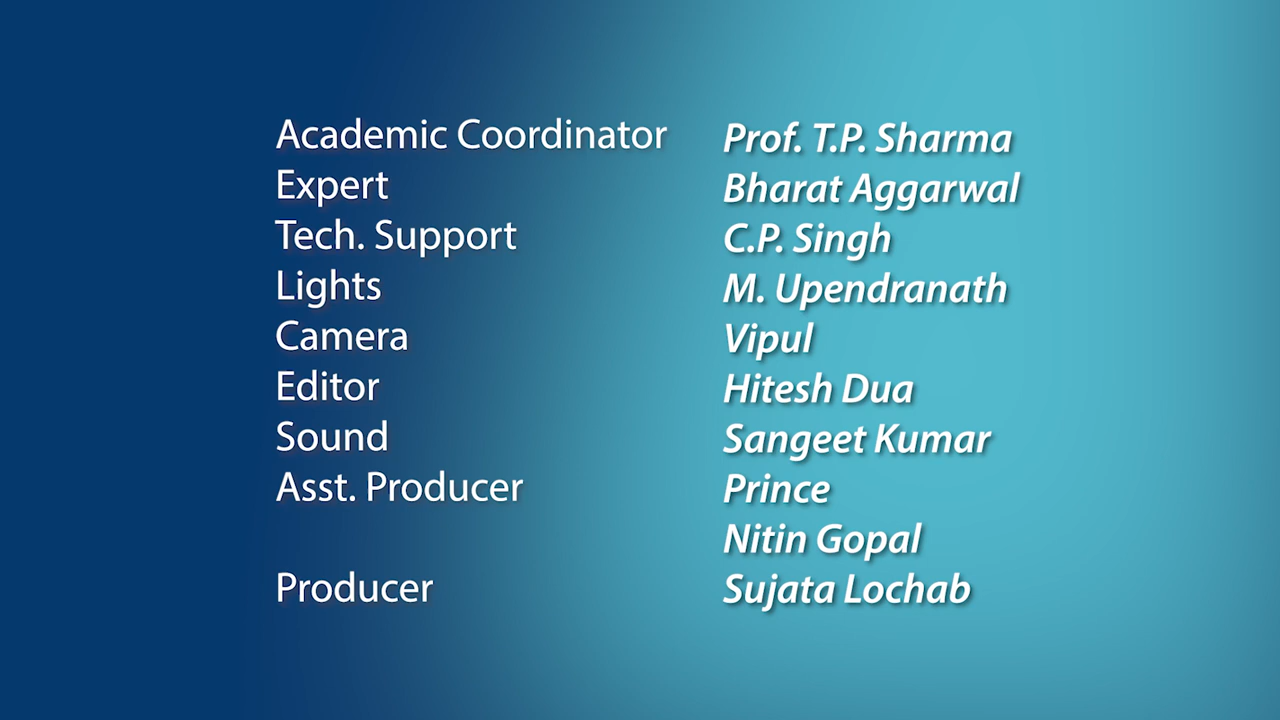 Academic Coordinator Prof. T.P. Sharma
Expert Bharat Aggarwal
Tech. Support C.P. Singh
Lights M. Upendranath
Camera Vipul
Editor Hitesh Dua
Sound Sangeet Kumar
Asst. Producer Prince
Nitin Gopal
Producer Sujata Lochab